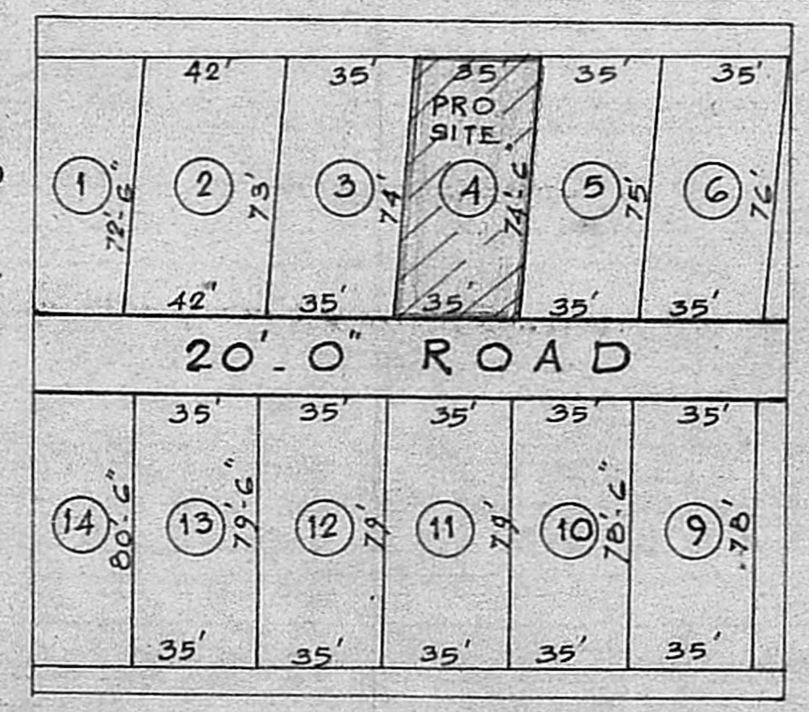 42' 35' 35' 35' 35'
PRO
SITE.
1 72'-6" 2 73' 3 74' 4 74'-6 5 75' 6 76'
42" 35' 35' 35' 35'
20'-0" ROAD
35' 35' 35' 35' 35'
14 80'-6" 13 79'-6" 12 79' 11 79' 10 78'-6" 9 78'
35' 35' 35' 35' 35'